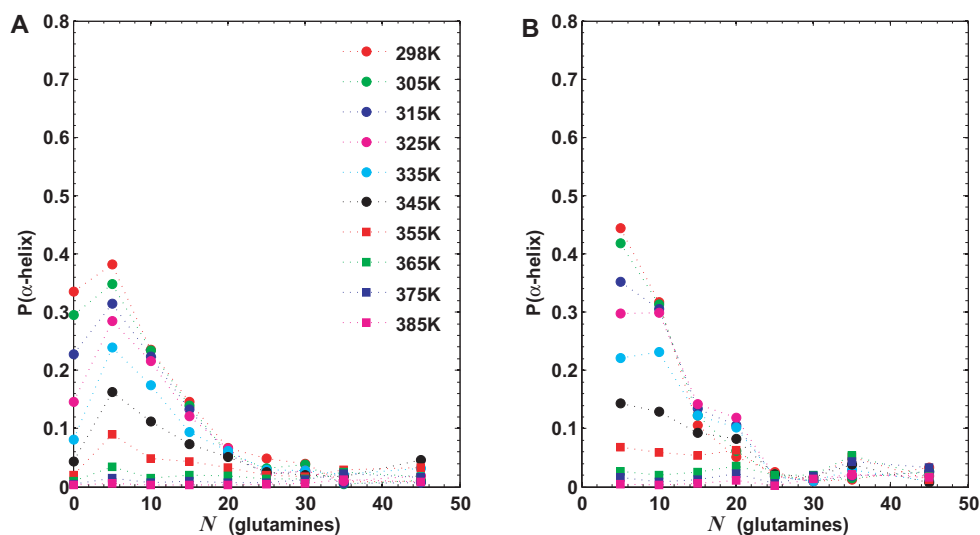 A
0.8
0.7
0.6
0.5
0.4
0.3
0.2
0.1
0
P(α-helix)
298K
305K
315K
325K
335K
345K
355K
365K
375K
385K
0 10 20 30 40 50
N (glutamines)
B
0.8
0.7
0.6
0.5
0.4
0.3
0.2
0.1
0
P(α-helix)
0 10 20 30 40 50
N (glutamines)